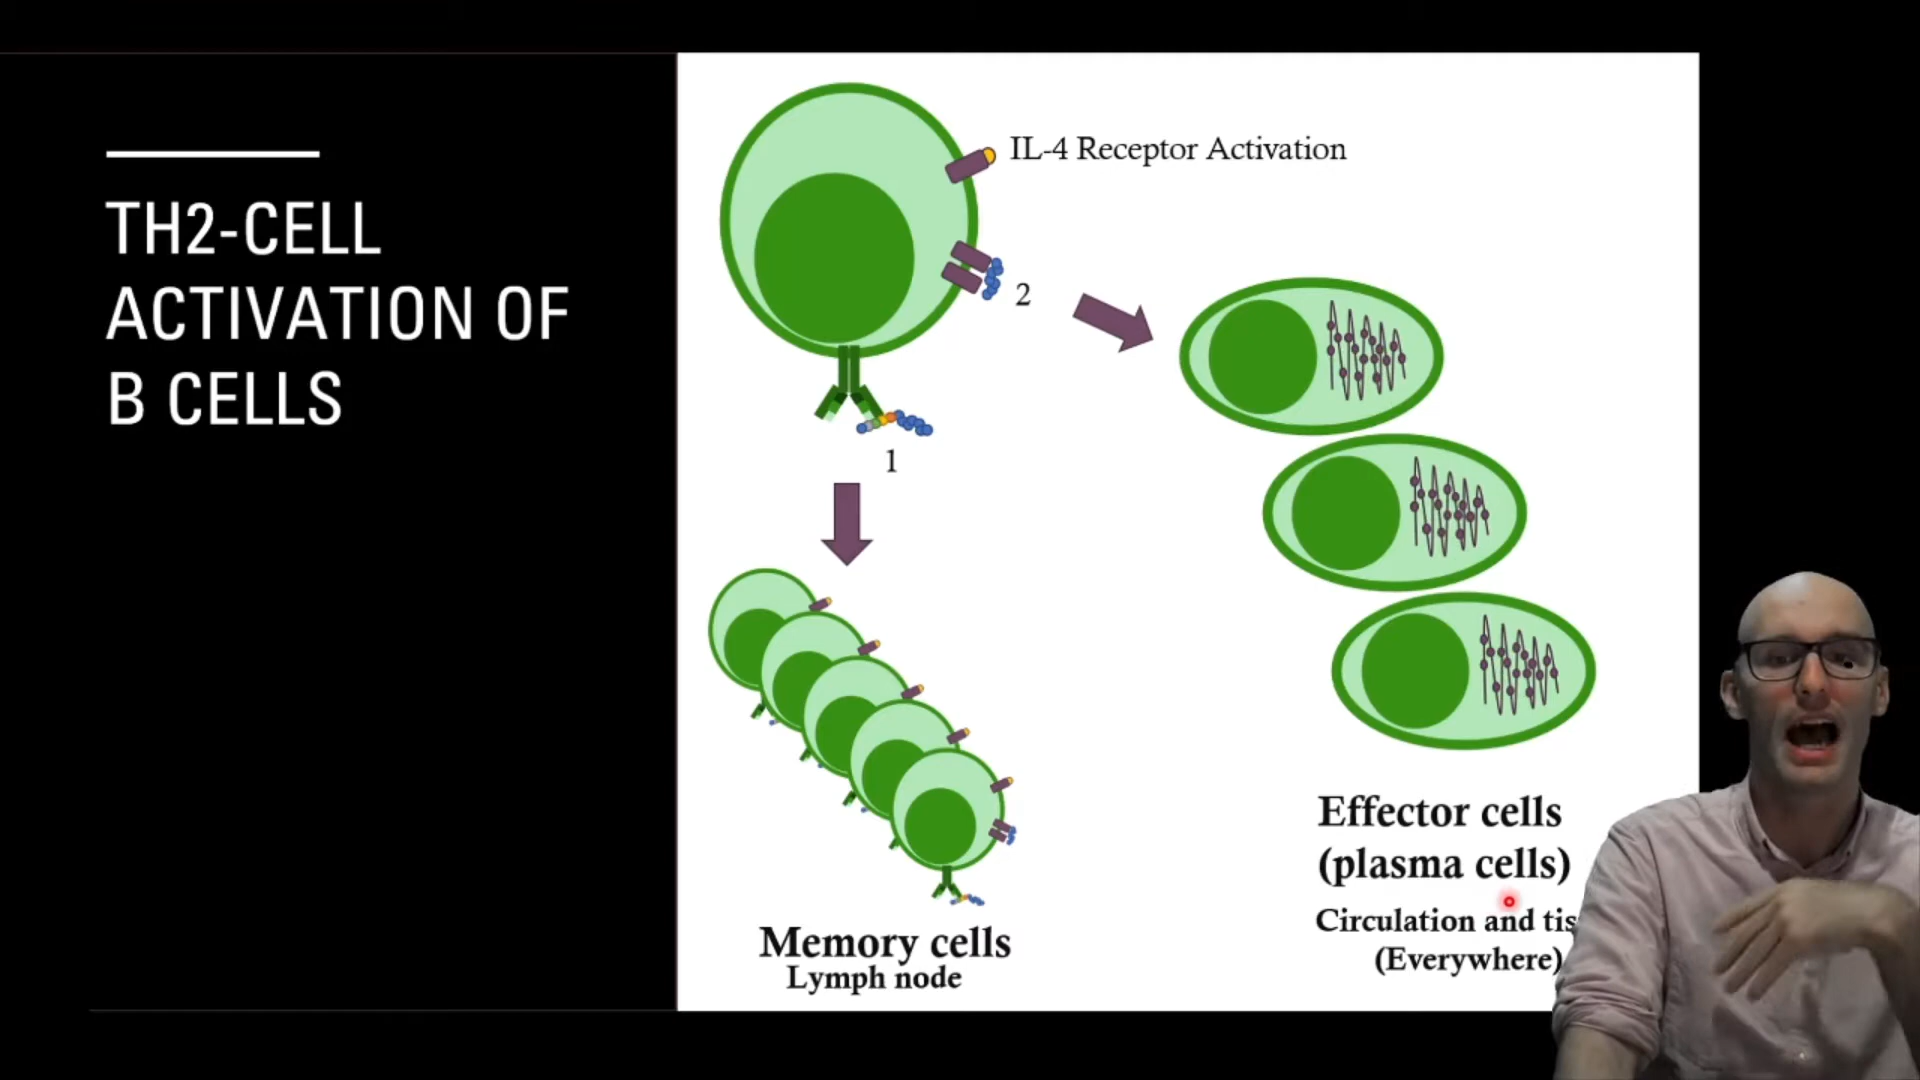 TH2-CELL
ACTIVATION OF
B CELLS
IL-4 Receptor Activation
2
1
Effector cells
(plasma cells)
Circulation and
(Everywhere)
Memory cells
Lymph node